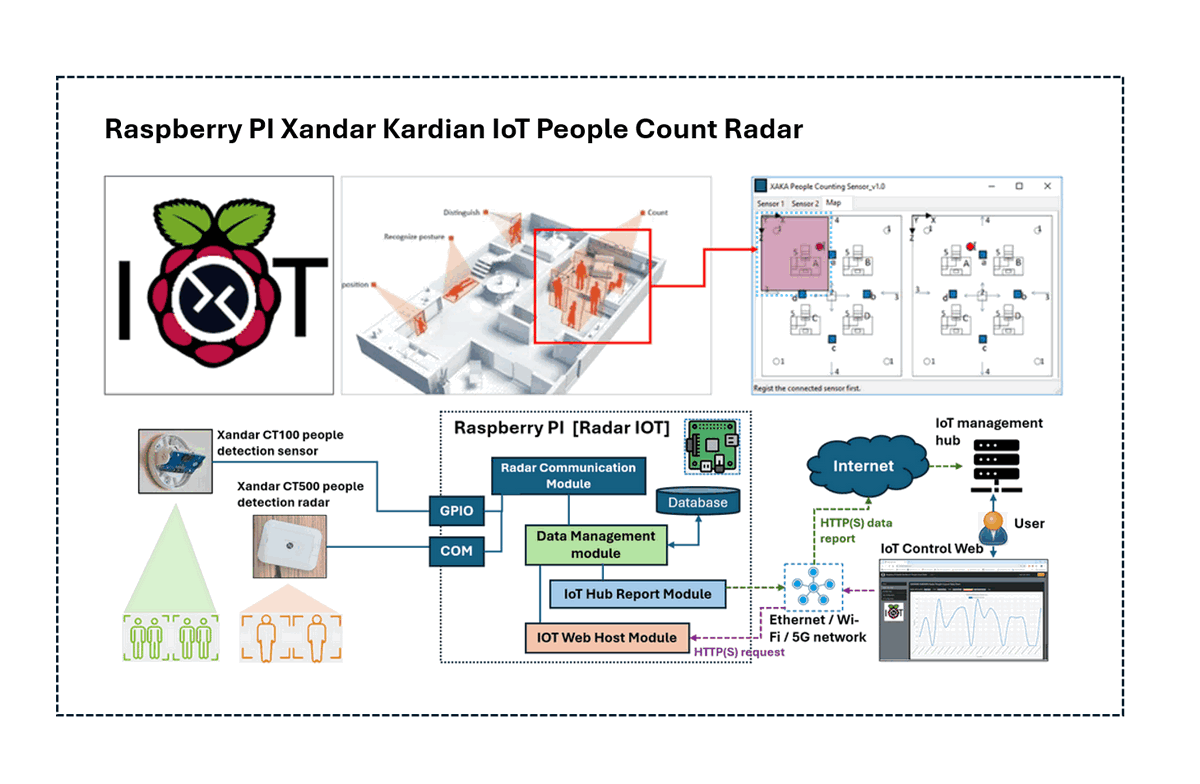 Raspberry PI Xandar Kardian IoT People Count Radar
I
T
Distinguish
Count
Recognize posture
position
XAKA People Counting Sensor_v1.0
Sensor 1 Sensor 2 Map
Regist the connected sensor first.
Xandar CT100 people
detection sensor
Xandar CT500 people
detection radar
Raspberry PI [Radar IOT]
Radar Communication
Module
GPIO
COM
Database
Data Management
module
IoT Hub Report Module
IOT Web Host Module
HTTP(S) request
Internet
HTTP(S) data
report
Ethernet / Wi-
Fi / 5G network
IoT management
hub
User
IoT Control Web